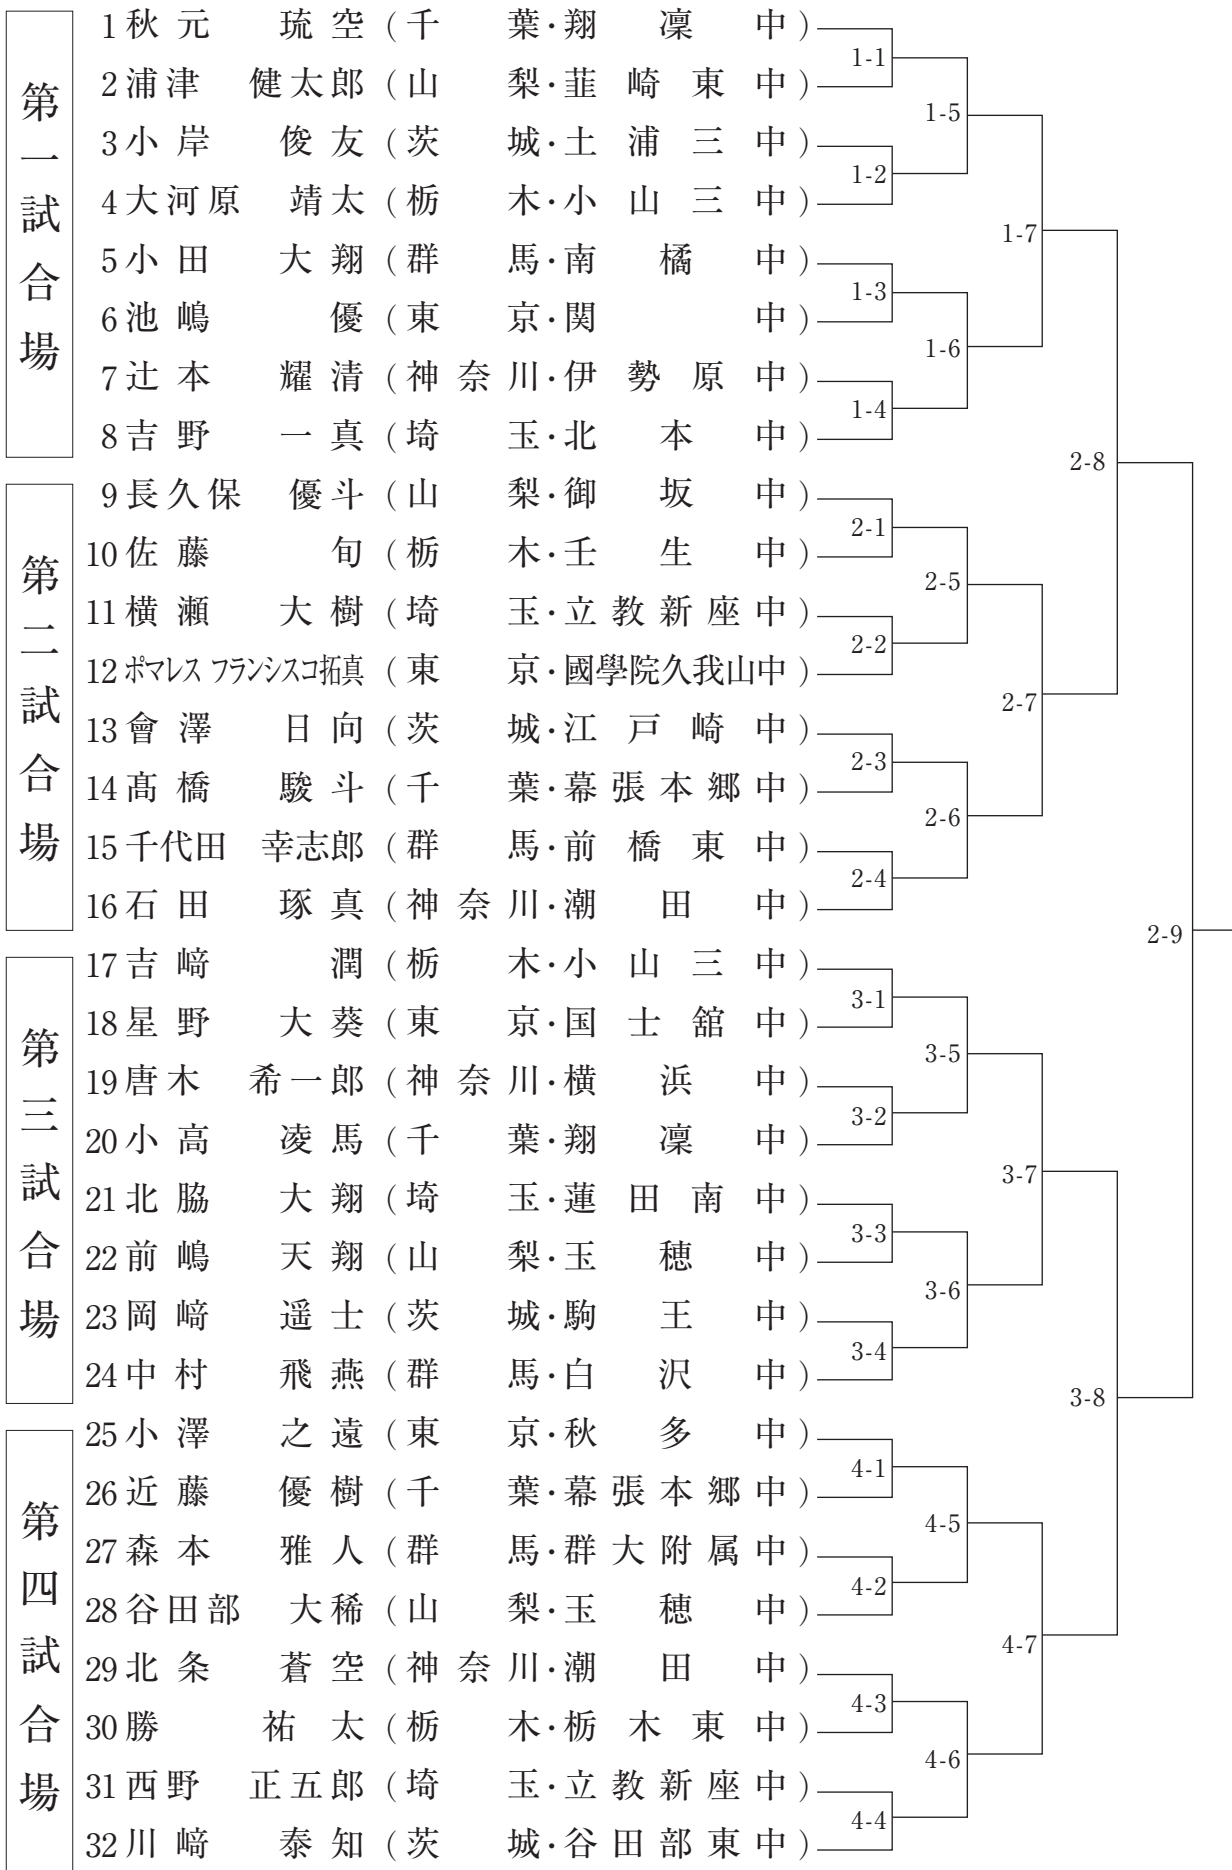 第一試合場
1 秋元 琉空 (千葉・翔凜中)
2 浦津 健太郎 (山梨・韮崎東中)
3 小岸 俊友 (茨城・土浦三中)
4 大河原 靖太 (栃木・小山三中)
5 小田 大翔 (群馬・南橘中)
6 池嶋 優 (東京・関中)
7 辻本 耀清 (神奈川・伊勢原中)
8 吉野 一真 (埼玉・北本中)
1-1
1-2
1-3
1-4
1-5
1-6
1-7
第二試合場
9 長久保 優斗 (山梨・御坂中)
10 佐藤 旬 (栃木・壬生中)
11 横瀬 大樹 (埼玉・立教新座中)
12 ポマレス フランシスコ拓真 (東京・國學院久我山中)
13 會澤 日向 (茨城・江戸崎中)
14 髙橋 駿斗 (千葉・幕張本郷中)
15 千代田 幸志郎 (群馬・前橋東中)
16 石田 琢真 (神奈川・潮田中)
2-1
2-2
2-3
2-4
2-5
2-6
2-7
2-8
2-9
第三試合場
17 吉﨑 潤 (栃木・小山三中)
18 星野 大葵 (東京・国士舘中)
19 唐木 希一郎 (神奈川・横浜中)
20 小高 凌馬 (千葉・翔凜中)
21 北脇 大翔 (埼玉・蓮田南中)
22 前嶋 天翔 (山梨・玉穂中)
23 岡﨑 遥士 (茨城・駒王中)
24 中村 飛燕 (群馬・白沢中)
3-1
3-2
3-3
3-4
3-5
3-6
3-7
3-8
第四試合場
25 小澤 之遠 (東京・秋多中)
26 近藤 優樹 (千葉・幕張本郷中)
27 森本 雅人 (群馬・群大附属中)
28 谷田部 大稀 (山梨・玉穂中)
29 北条 蒼空 (神奈川・潮田中)
30 勝 祐太 (栃木・栃木東中)
31 西野 正五郎 (埼玉・立教新座中)
32 川﨑 泰知 (茨城・谷田部東中)
4-1
4-2
4-3
4-4
4-5
4-6
4-7